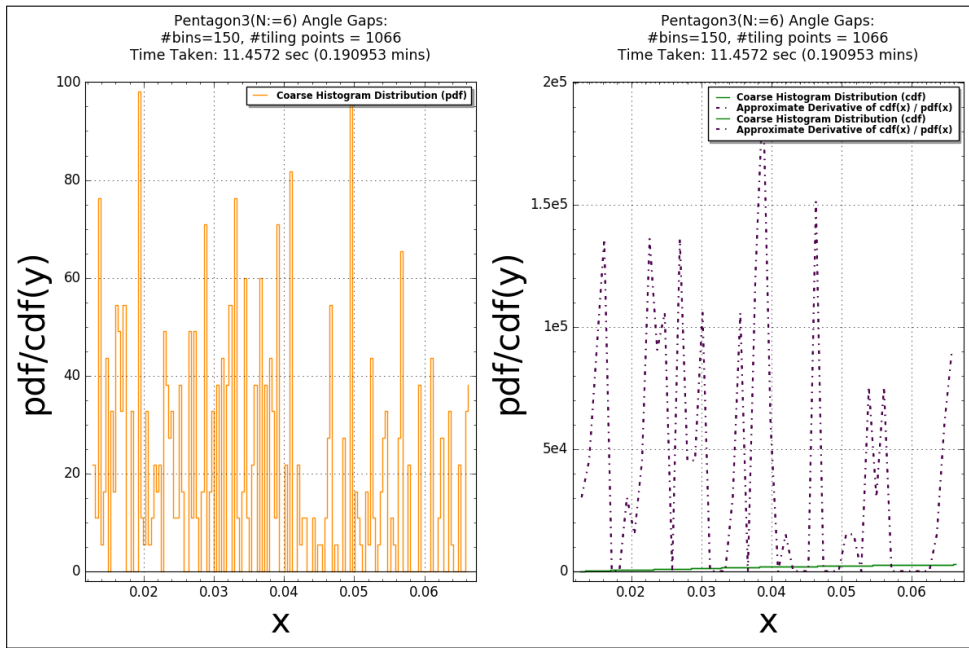 Pentagon3(N:=6) Angle Gaps:
#bins=150, #tiling points = 1066
Time Taken: 11.4572 sec (0.190953 mins)
Coarse Histogram Distribution (pdf)
100
80
60
40
20
0
0.02
0.03
0.04
0.05
0.06
pdf/cdf(y)
x
Pentagon3(N:=6) Angle Gaps:
#bins=150, #tiling points = 1066
Time Taken: 11.4572 sec (0.190953 mins)
Coarse Histogram Distribution (cdf)
Approximate Derivative of cdf(x) / pdf(x)
Coarse Histogram Distribution (cdf)
Approximate Derivative of cdf(x) / pdf(x)
2e5
1.5e5
1e5
5e4
0
0.02
0.03
0.04
0.05
0.06
pdf/cdf(y)
x